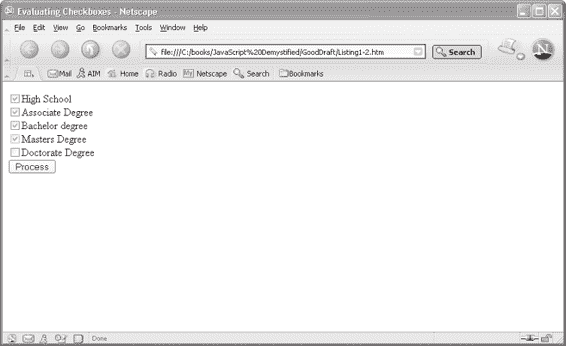 Evaluating Checkboxes - Netscape
File Edit View Go Bookmarks Tools Window Help
file:///C:/books/JavaScript%20Demystified/GoodDraft/Listing1-2.htm Search
Mail AIM Home Radio Netscape Search Bookmarks
High School
Associate Degree
Bachelor degree
Masters Degree
Doctorate Degree
Process
Done